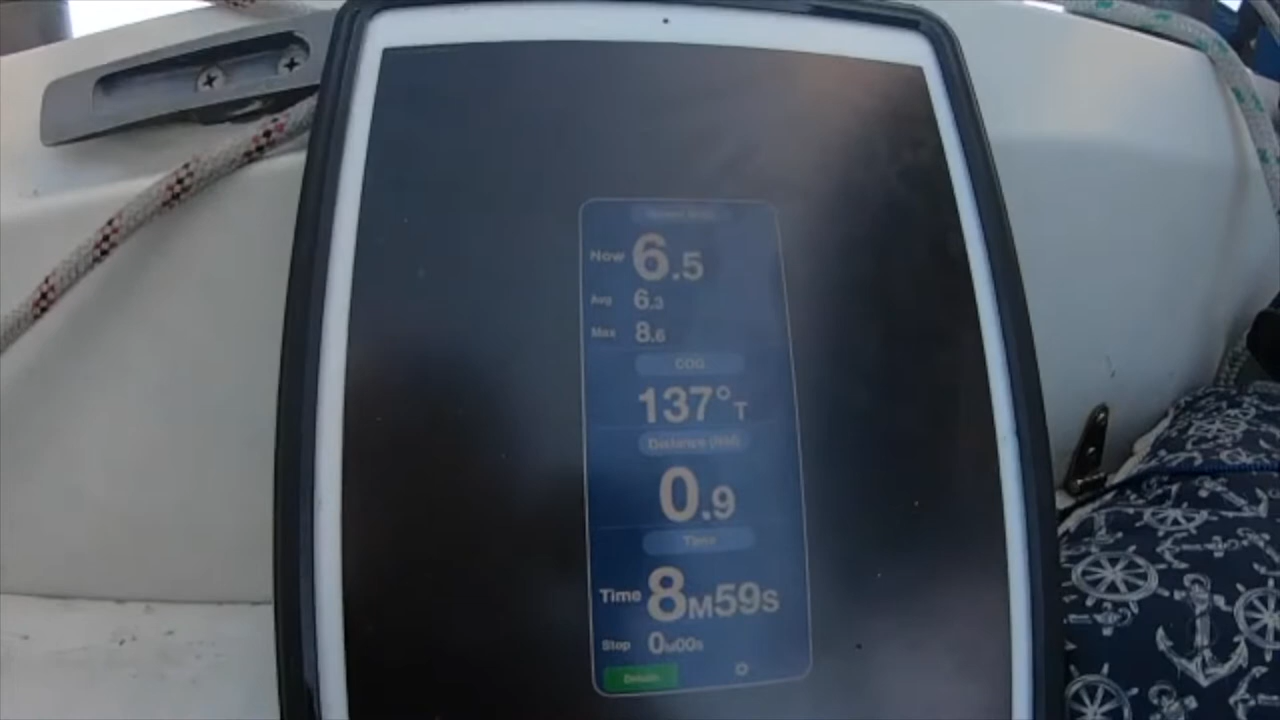 Now 6.5
Avg 6.3
Max 8.6
COG
137°T
Distance (NM)
0.9
Time
Time 8M59S
Stop 0M00S
Details